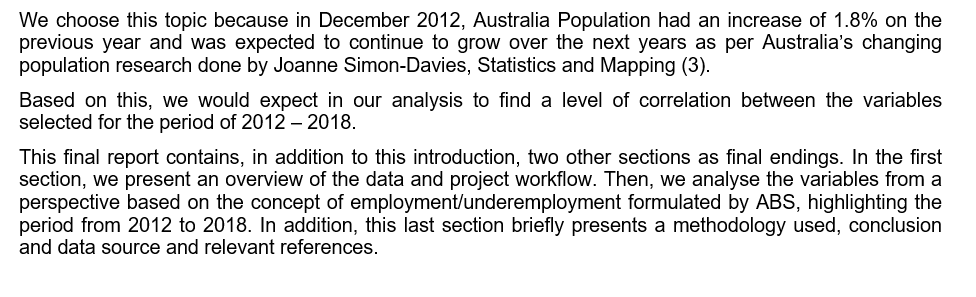 We choose this topic because in December 2012, Australia Population had an increase of 1.8% on the
previous year and was expected to continue to grow over the next years as per Australia's changing
population research done by Joanne Simon-Davies, Statistics and Mapping (3).
Based on this, we would expect in our analysis to find a level of correlation between the variables
selected for the period of 2012 – 2018.
This final report contains, in addition to this introduction, two other sections as final endings. In the first
section, we present an overview of the data and project workflow. Then, we analyse the variables from a
perspective based on the concept of employment/underemployment formulated by ABS, highlighting the
period from 2012 to 2018. In addition, this last section briefly presents a methodology used, conclusion
and data source and relevant references.